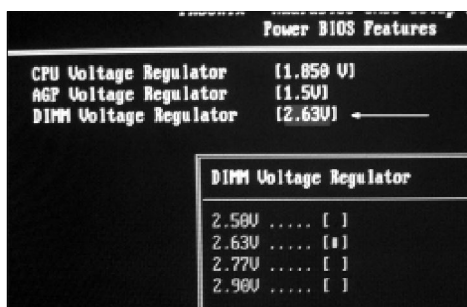 Power BIOS Features
CPU Voltage Regulator [1.850 V]
AGP Voltage Regulator [1.5V]
DIMM Voltage Regulator [2.63V]
DIMM Voltage Regulator
2.50V ..... [ ]
2.63V ..... [▪]
2.77V ..... [ ]
2.90V ..... [ ]